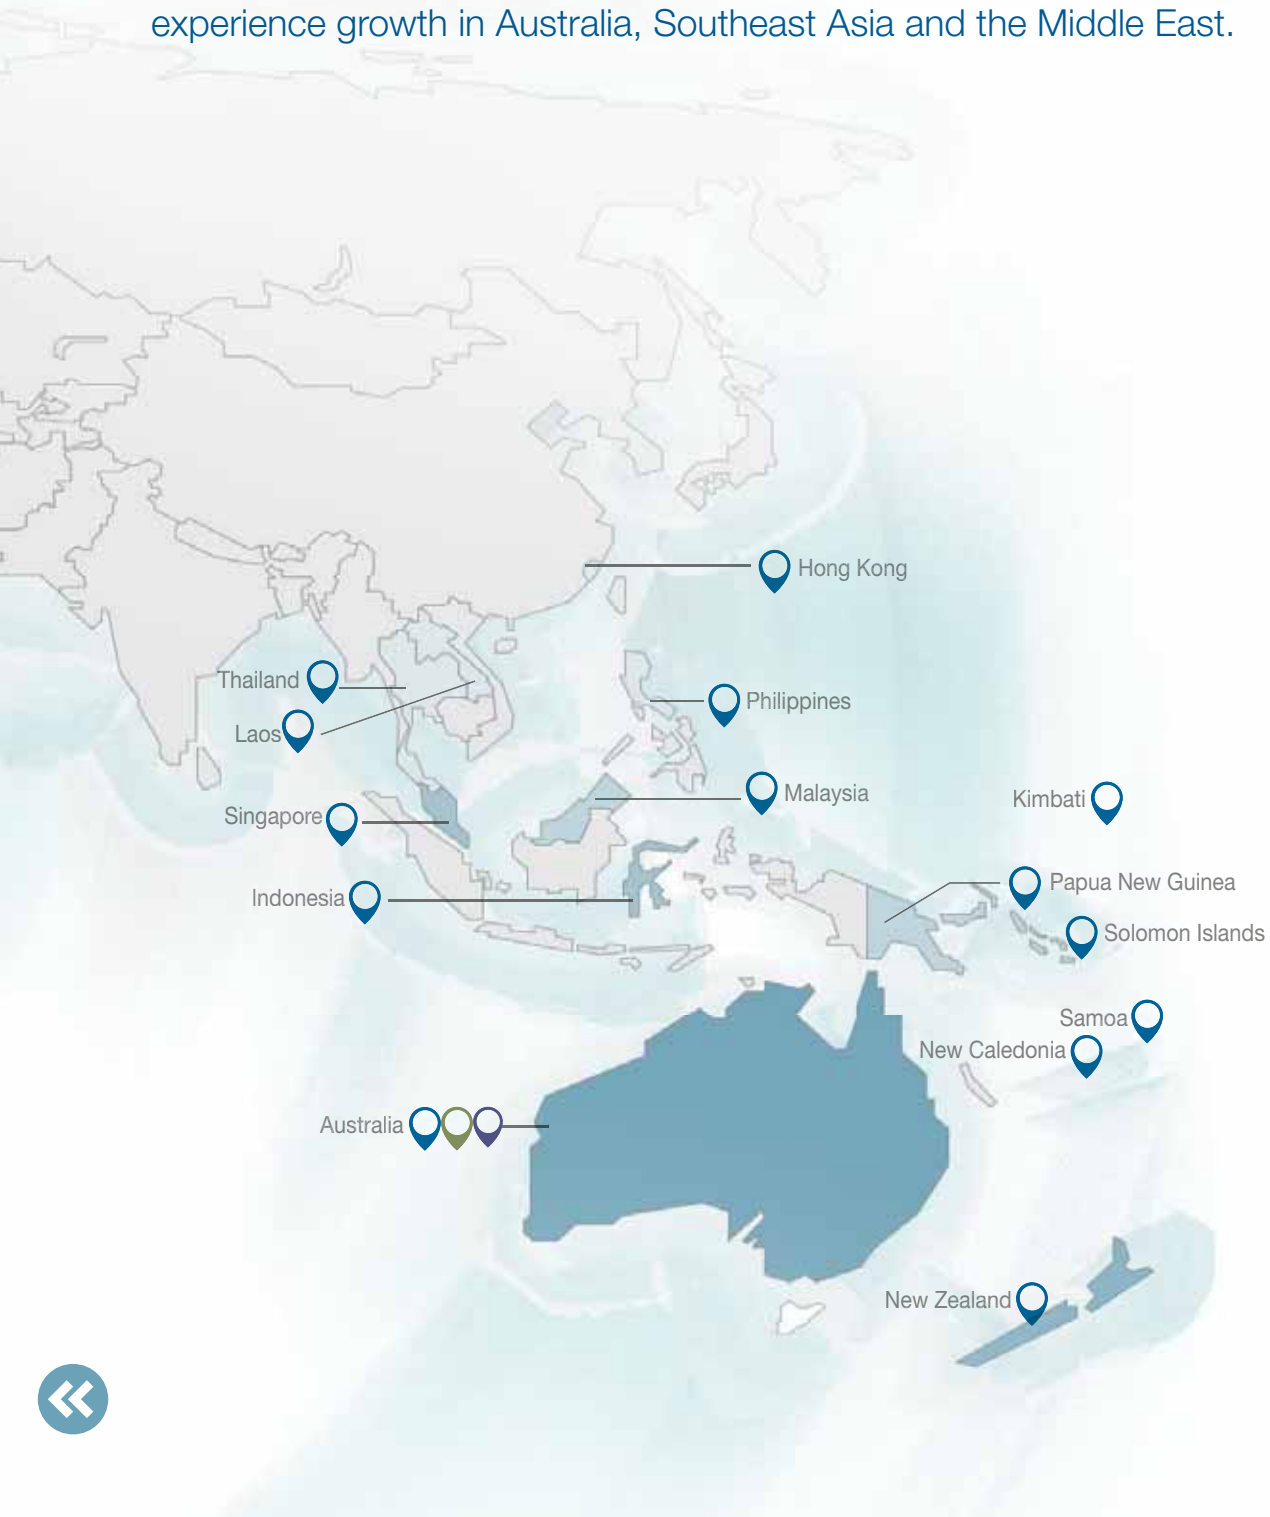 experience growth in Australia, Southeast Asia and the Middle East.
Hong Kong
Thailand
Philippines
Laos
Malaysia
Kimbati
Singapore
Papua New Guinea
Indonesia
Solomon Islands
Samoa
New Caledonia
Australia
New Zealand